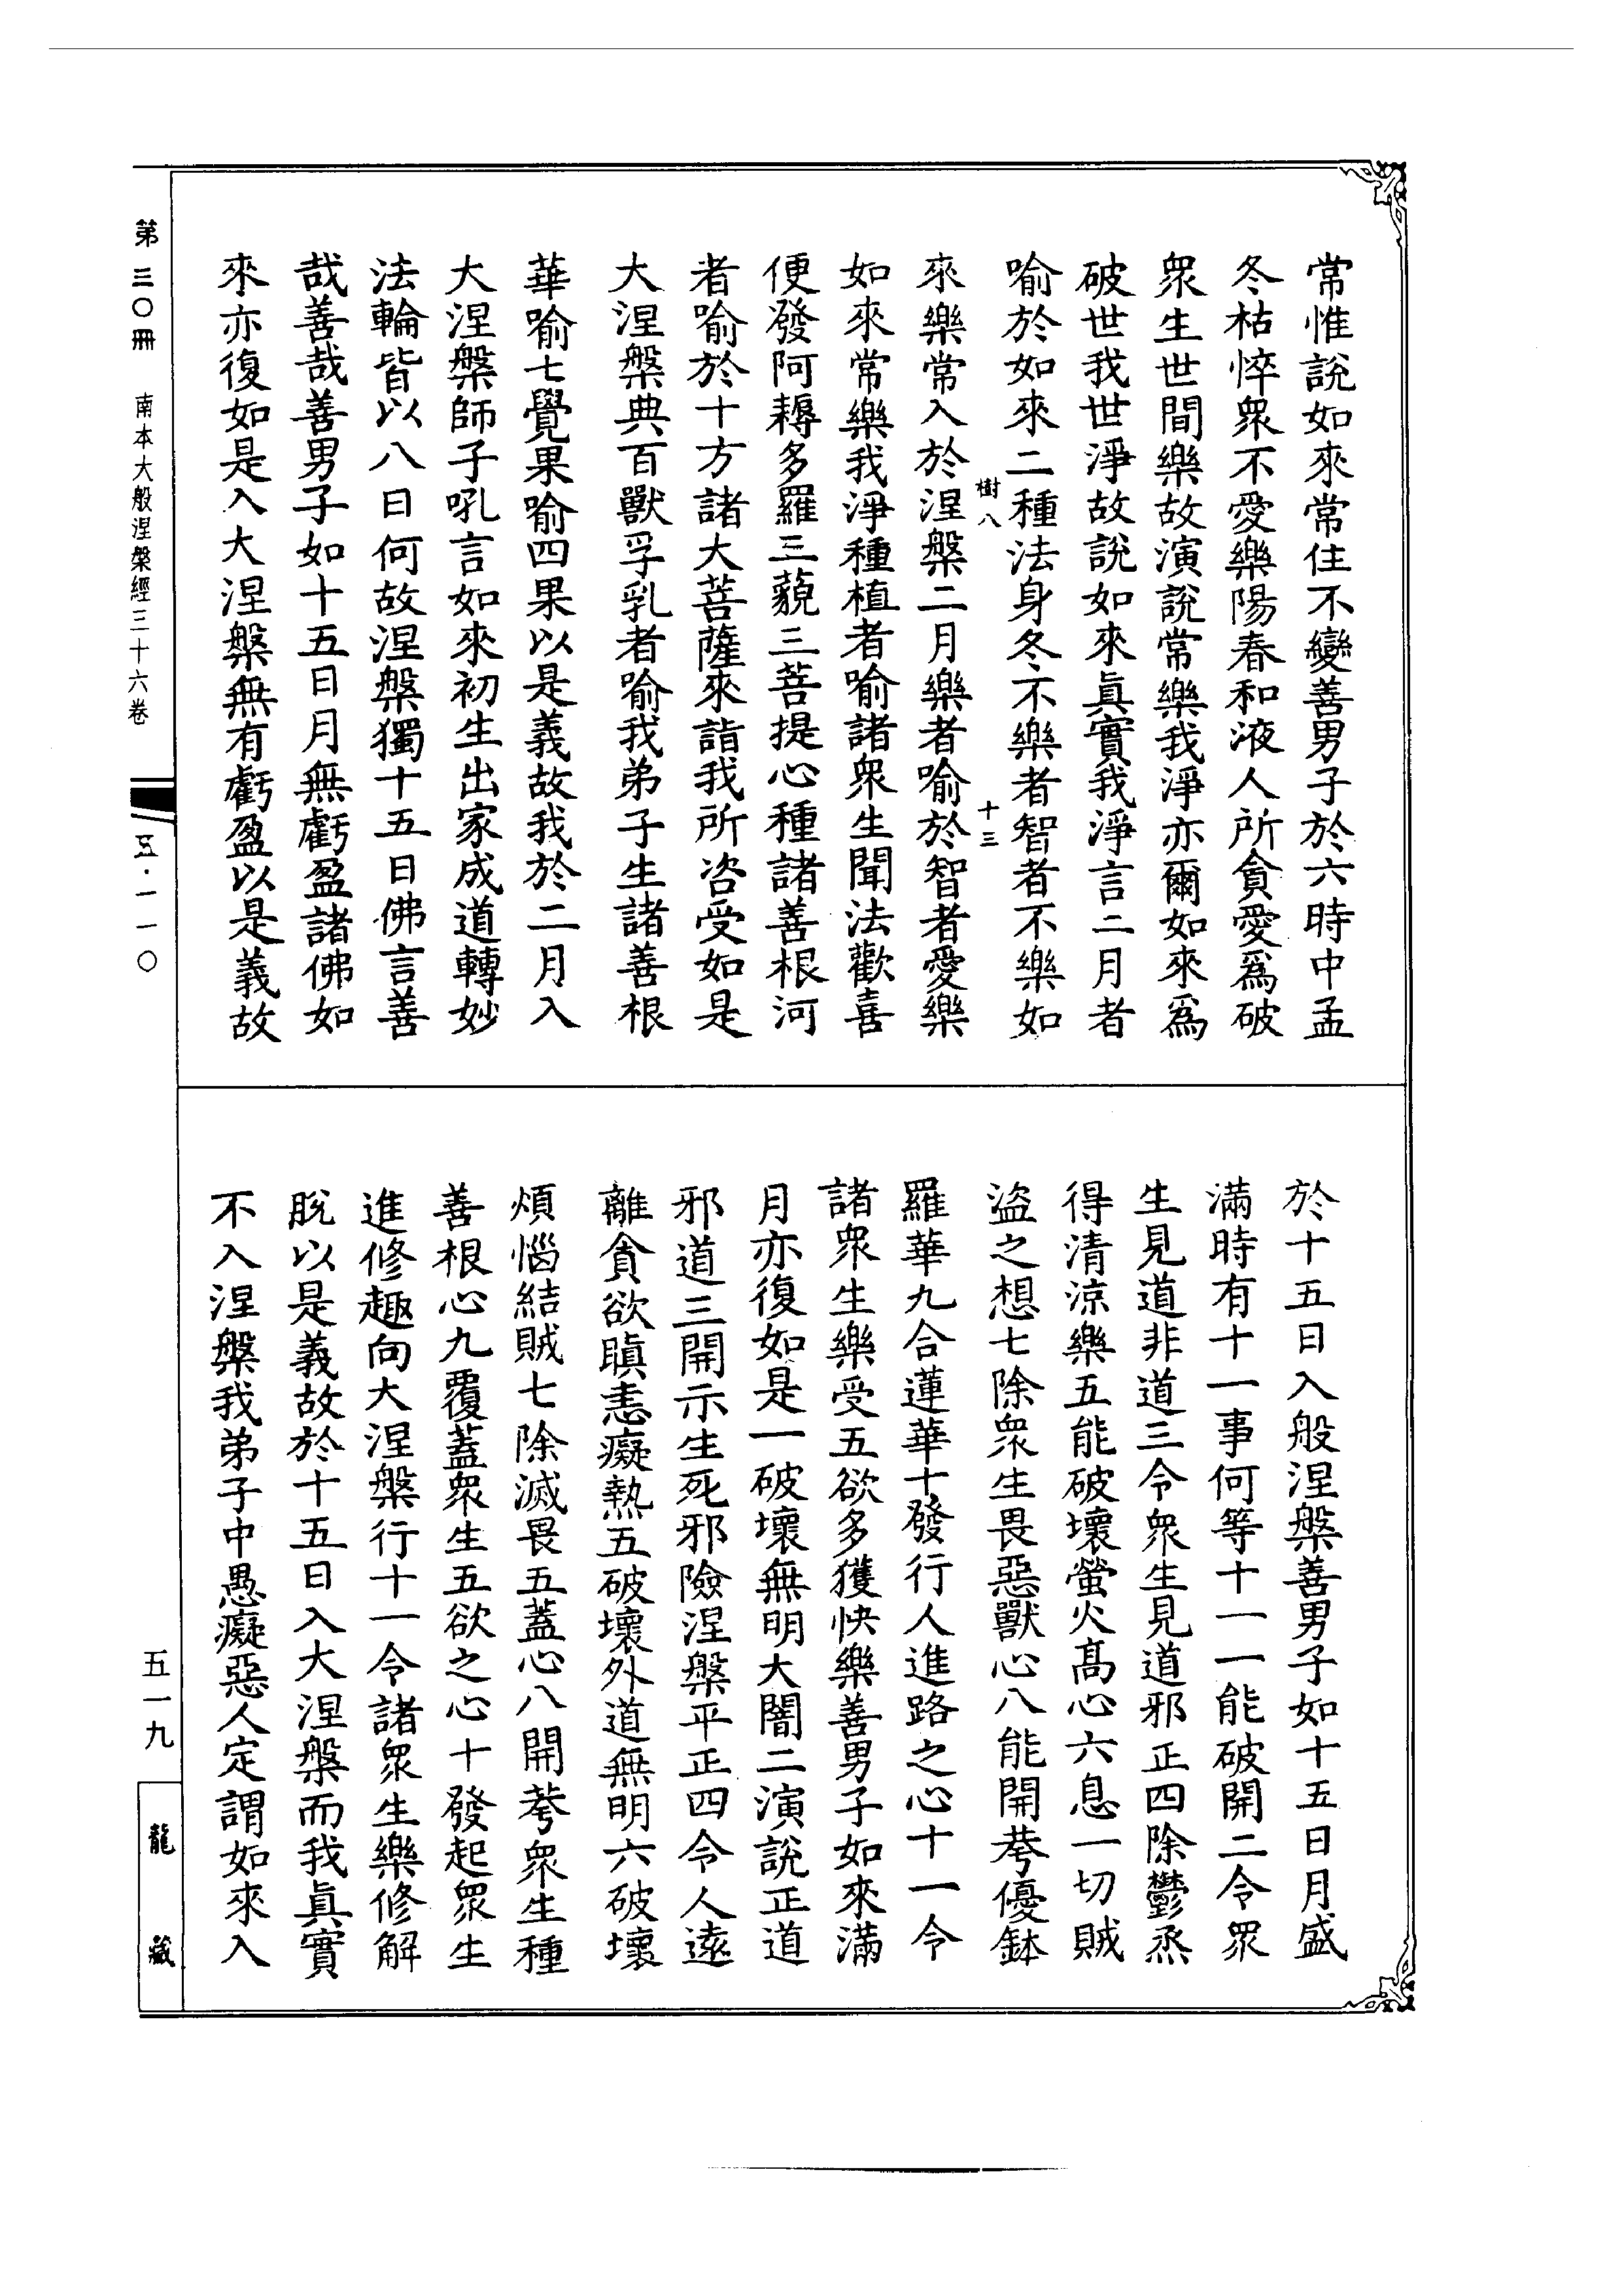 常惟說如來常住不變善男子於六時中孟
冬枯悴衆不愛樂陽春和液人所貪愛爲破
衆生世間樂故演說常樂我淨亦爾如來爲
破世我世淨故說如來眞實我淨言二月者
喻於如來二種法身冬不樂者智者不樂如
樹八 十三
來樂常入於涅槃二月樂者喻於智者愛樂
如來常樂我淨種植者喻諸衆生聞法歡喜
便發阿耨多羅三藐三菩提心種諸善根河
者喻於十方諸大菩薩來詣我所咨受如是
大涅槃典百獸孚乳者喻我弟子生諸善根
華喻七覺果喻四果以是義故我於二月入
大涅槃師子吼言如來初生出家成道轉妙
法輪皆以八日何故涅槃獨十五日佛言善
哉善哉善男子如十五日月無虧盈諸佛如
來亦復如是入大涅槃無有虧盈以是義故
於十五日入般涅槃善男子如十五日月盛
滿時有十一事何等十一一能破開二令衆
生見道非道三令衆生見道邪正四除鬱烝
得清涼樂五能破壞螢火高心六息一切賊
盜之想七除衆生畏惡獸心八能開敷優鉢
羅華九合蓮華十發行人進路之心十一令
諸衆生樂受五欲多獲快樂善男子如來滿
月亦復如是一破壞無明大闇二演說正道
邪道三開示生死邪險涅槃平正四令人遠
離貪欲瞋恚癡熱五破壞外道無明六破壞
煩惱結賊七除滅畏五蓋心八開敷衆生種
善根心九覆蓋衆生五欲之心十發起衆生
進修趣向大涅槃行十一令諸衆生樂修解
脫以是義故於十五日入大涅槃而我眞實
不入涅槃我弟子中愚癡惡人定謂如來入
第三〇冊 南本大般涅槃經三十六卷 五·一一〇
五一九
龍藏